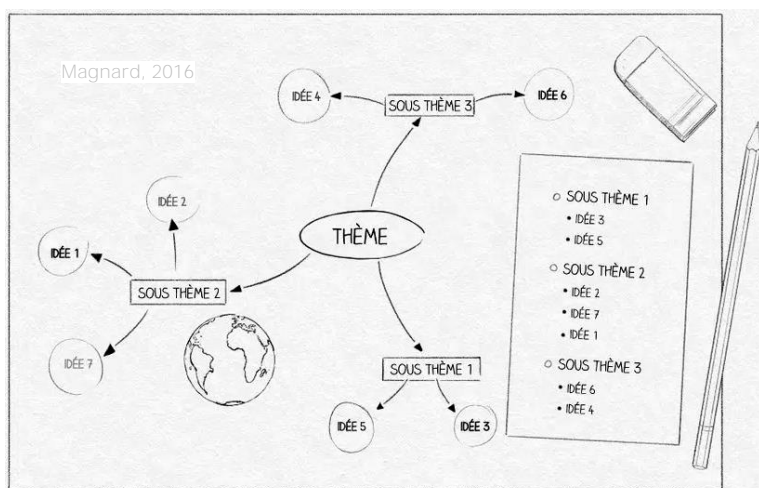 Magnard, 2016
IDÉE 4
SOUS THÈME 3
IDÉE 6
IDÉE 2
IDÉE 1
SOUS THÈME 2
IDÉE 7
THÈME
SOUS THÈME 1
IDÉE 5
IDÉE 3
SOUS THÈME 1
• IDÉE 3
• IDÉE 5
SOUS THÈME 2
• IDÉE 2
• IDÉE 7
• IDÉE 1
SOUS THÈME 3
• IDÉE 6
• IDÉE 4